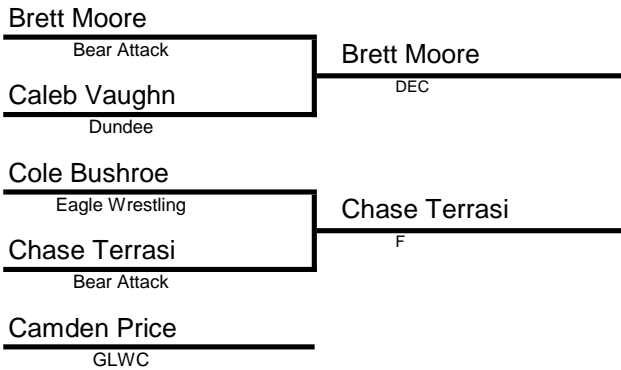 Brett Moore
Bear Attack
Caleb Vaughn
Dundee
Brett Moore
DEC
Cole Bushroe
Eagle Wrestling
Chase Terrasi
Bear Attack
Chase Terrasi
F
Camden Price
GLWC